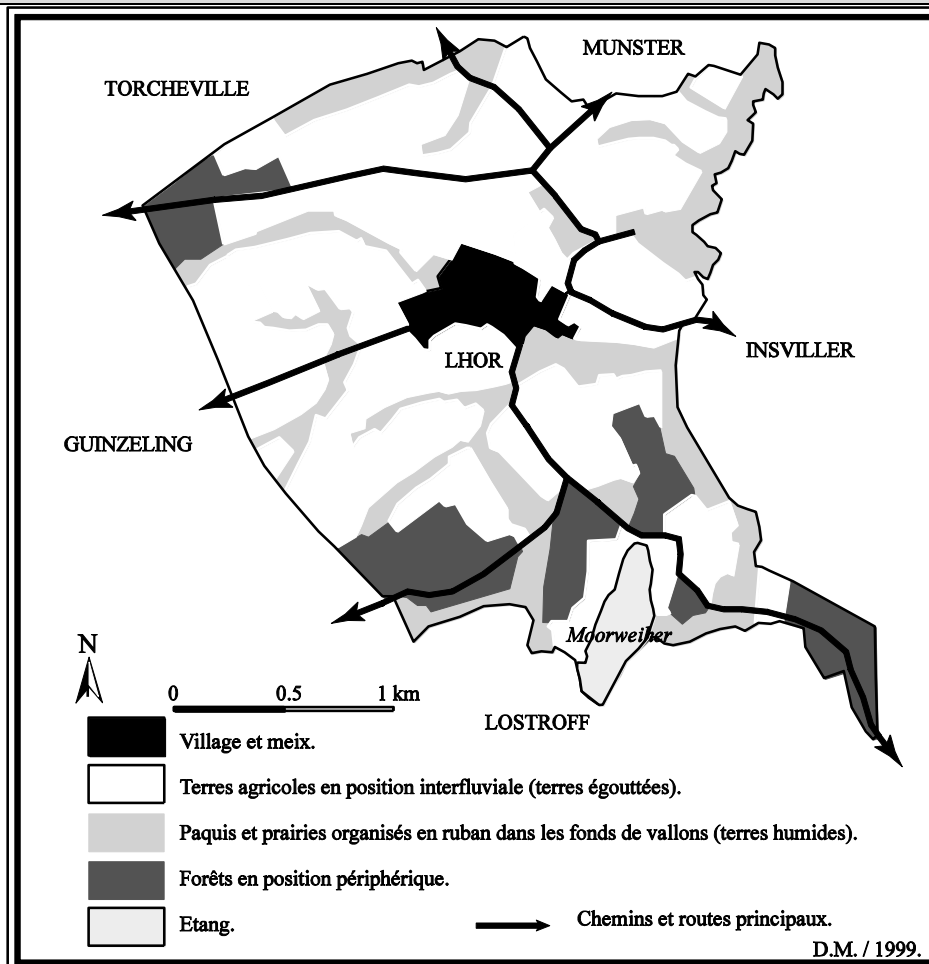 MUNSTER
TORCHEVILLE
INSVILLER
LHOR
GUINZELING
Moorweiher
N
0 0.5 1 km
LOSTROFF
Village et meix.
Terres agricoles en position interfluviale (terres égouttées).
Paquis et prairies organisés en ruban dans les fonds de vallons (terres humides).
Forêts en position périphérique.
Etang.
Chemins et routes principaux.
D.M. / 1999.